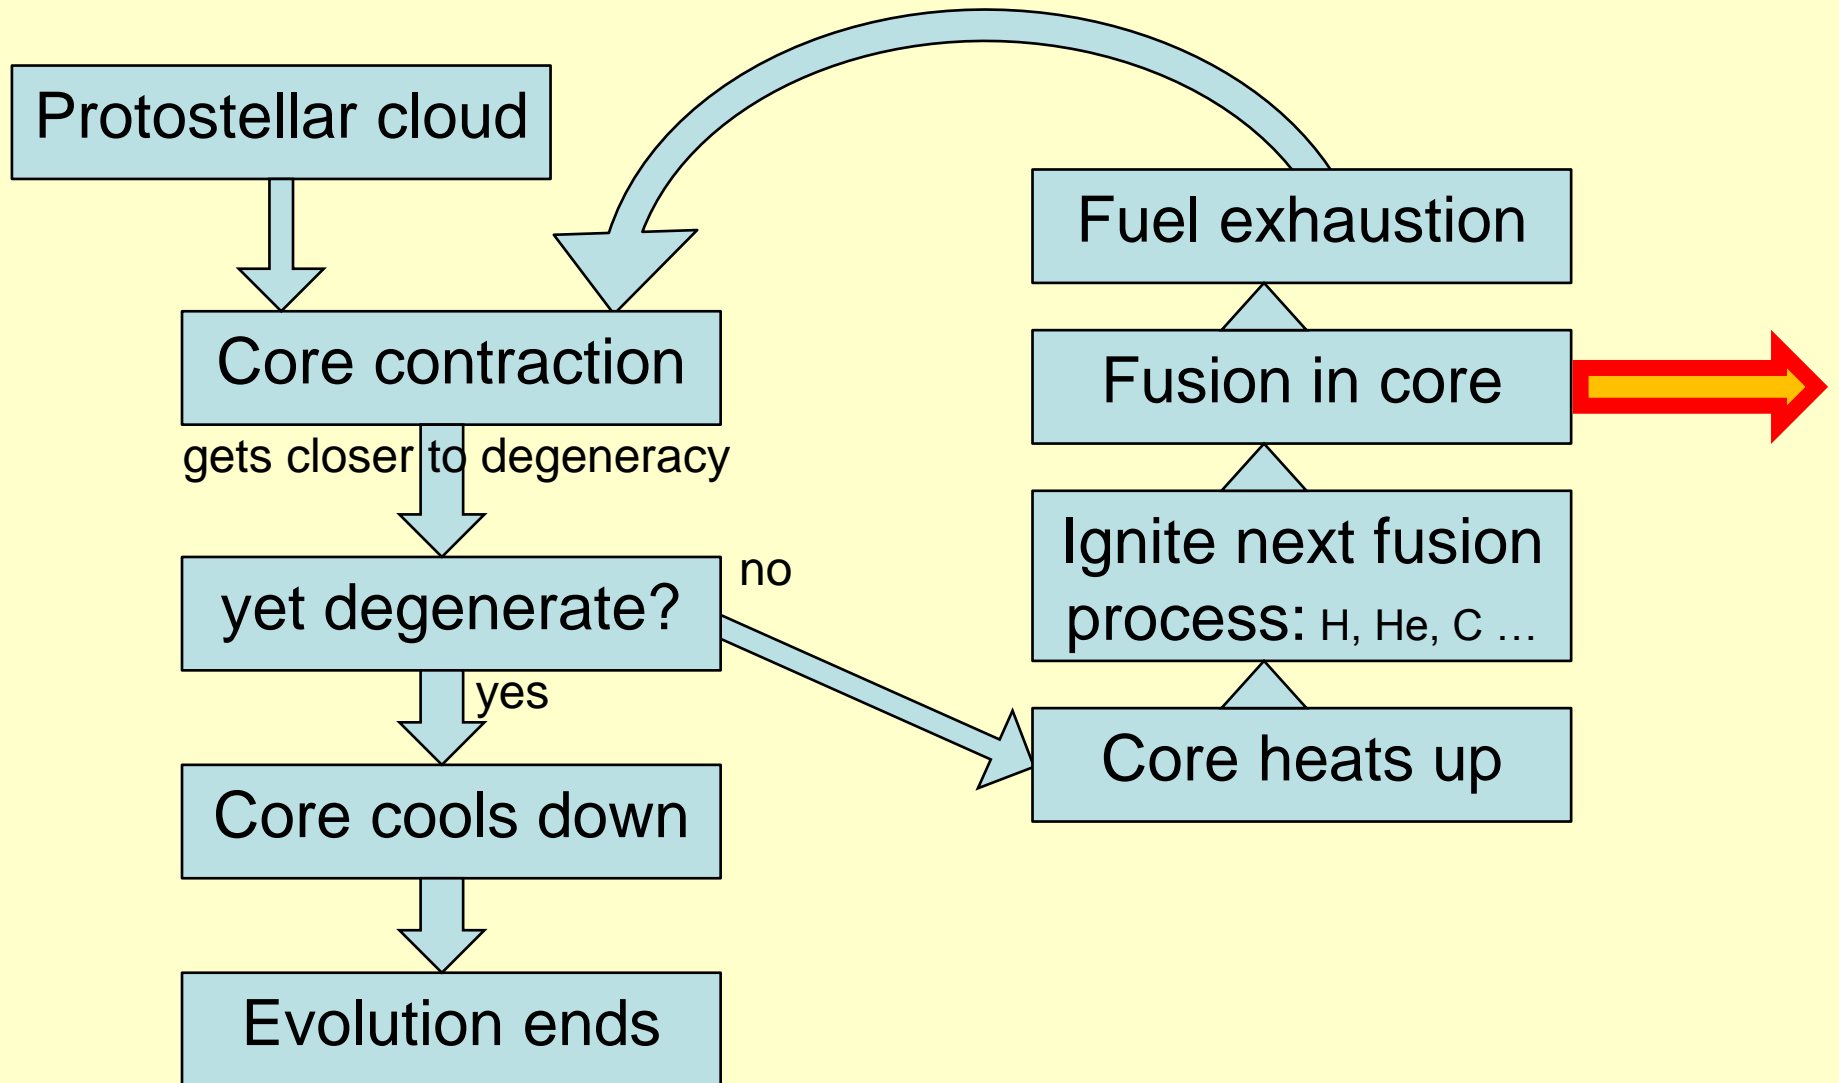 Protostellar cloud
Core contraction
gets closer to degeneracy
yet degenerate?
no
yes
Core cools down
Evolution ends
Fuel exhaustion
Fusion in core
Ignite next fusion
process: H, He, C …
Core heats up